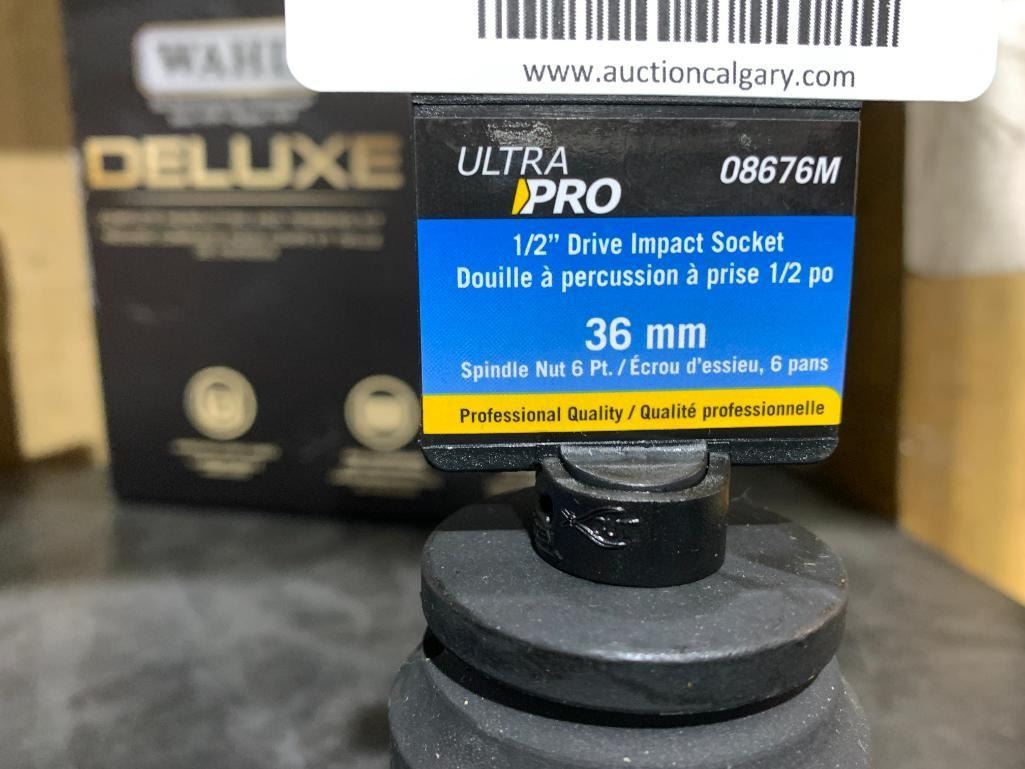 www.auctioncalgary.com
WAHL
DELUXE
ULTRA
PRO
08676M
1/2” Drive Impact Socket
Douille à percussion à prise 1/2 po
36 mm
Spindle Nut 6 Pt. / Écrou d’essieu, 6 pans
Professional Quality / Qualité professionnelle